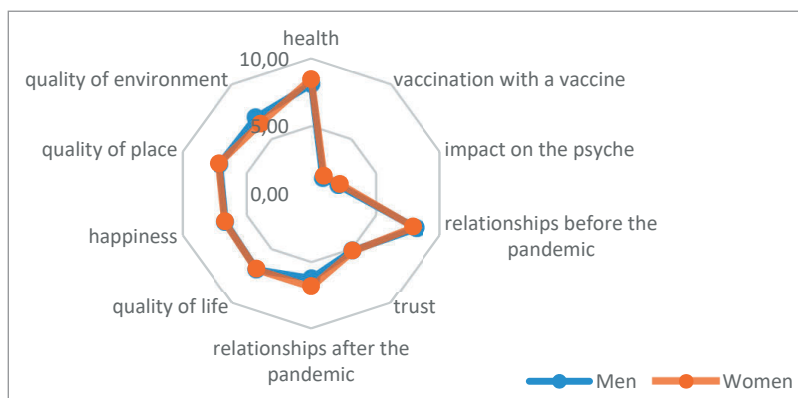 health
10,00
quality of environment
vaccination with a vaccine
5,00
quality of place
impact on the psyche
0,00
happiness
relationships before the
pandemic
quality of life
trust
relationships after the
pandemic
Men
Women